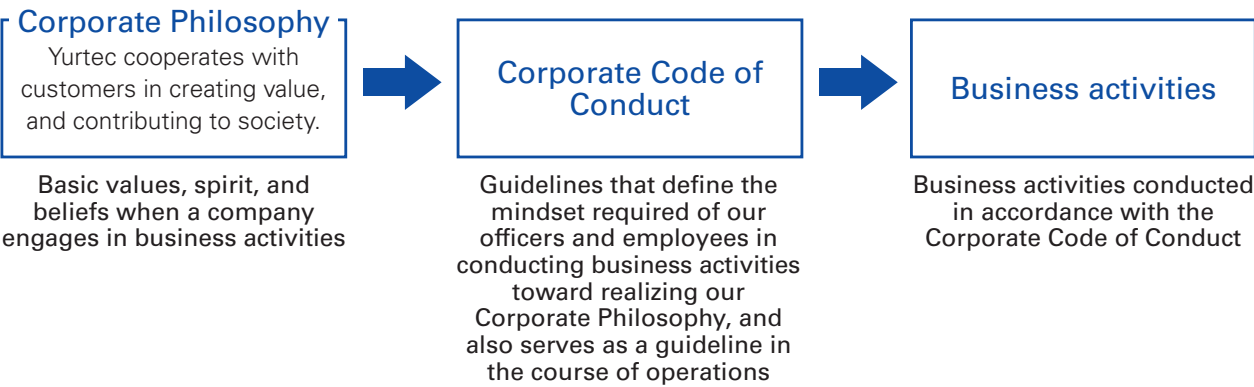 Corporate Philosophy
Yurtec cooperates with
customers in creating value,
and contributing to society.
Basic values, spirit, and
beliefs when a company
engages in business activities
Corporate Code of
Conduct
Guidelines that define the
mindset required of our
officers and employees in
conducting business activities
toward realizing our
Corporate Philosophy, and
also serves as a guideline in
the course of operations
Business activities
Business activities conducted
in accordance with the
Corporate Code of Conduct